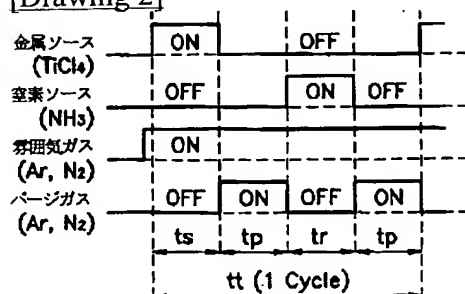 [Drawing 2]
金属ソース ON OFF
(TiCl4)
窒素ソース OFF ON OFF
(NH3)
雰囲気ガス ON
(Ar, N2)
パージガス OFF ON OFF ON
(Ar, N2)
ts tp tr tp
tt (1 Cycle)